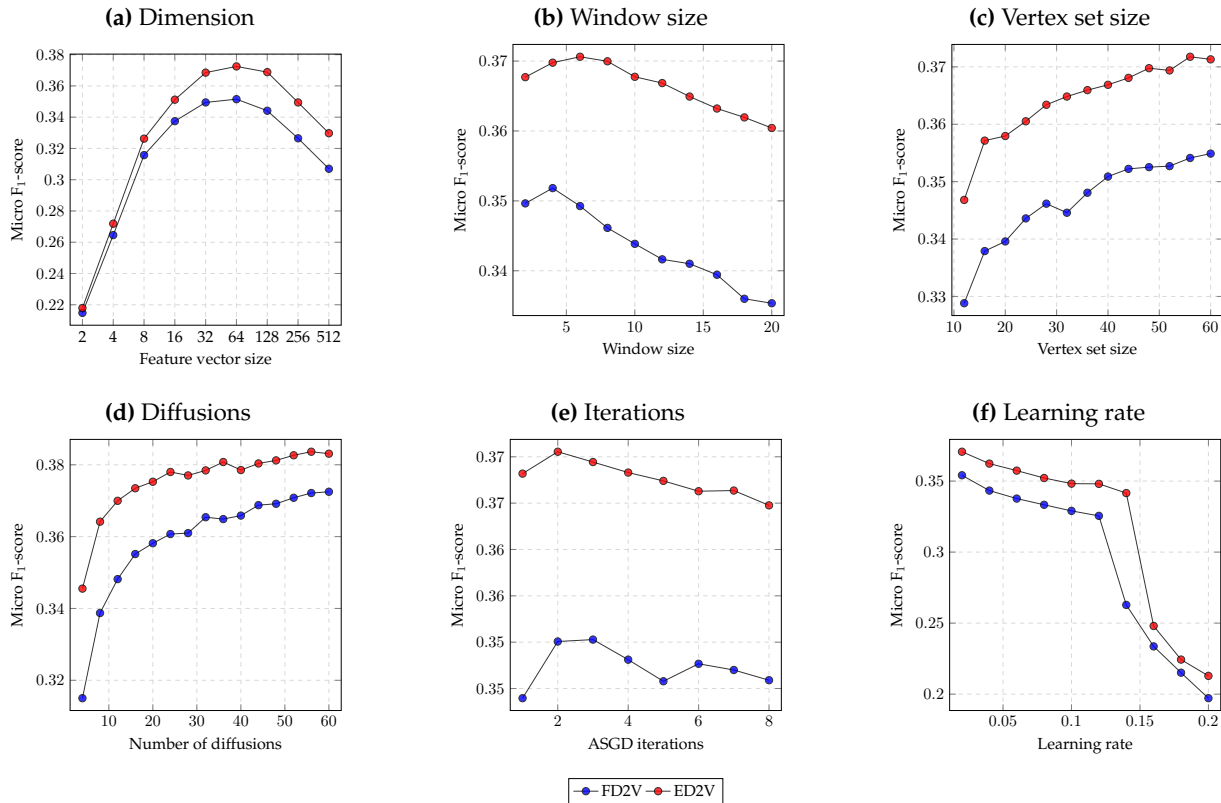 (a) Dimension
0.38
0.36
0.34
0.32
0.3
0.28
0.26
0.24
0.22
Micro F1-score
2 4 8 16 32 64 128 256 512
Feature vector size
(b) Window size
0.37
0.36
0.35
0.34
Micro F1-score
5 10 15 20
Window size
(c) Vertex set size
0.37
0.36
0.35
0.34
0.33
Micro F1-score
10 20 30 40 50 60
Vertex set size
(d) Diffusions
0.38
0.36
0.34
0.32
Micro F1-score
10 20 30 40 50 60
Number of diffusions
(e) Iterations
0.37
0.37
0.36
0.36
0.35
0.35
Micro F1-score
2 4 6 8
ASGD iterations
(f) Learning rate
0.35
0.3
0.25
0.2
Micro F1-score
0.05 0.1 0.15 0.2
Learning rate
FD2V ED2V